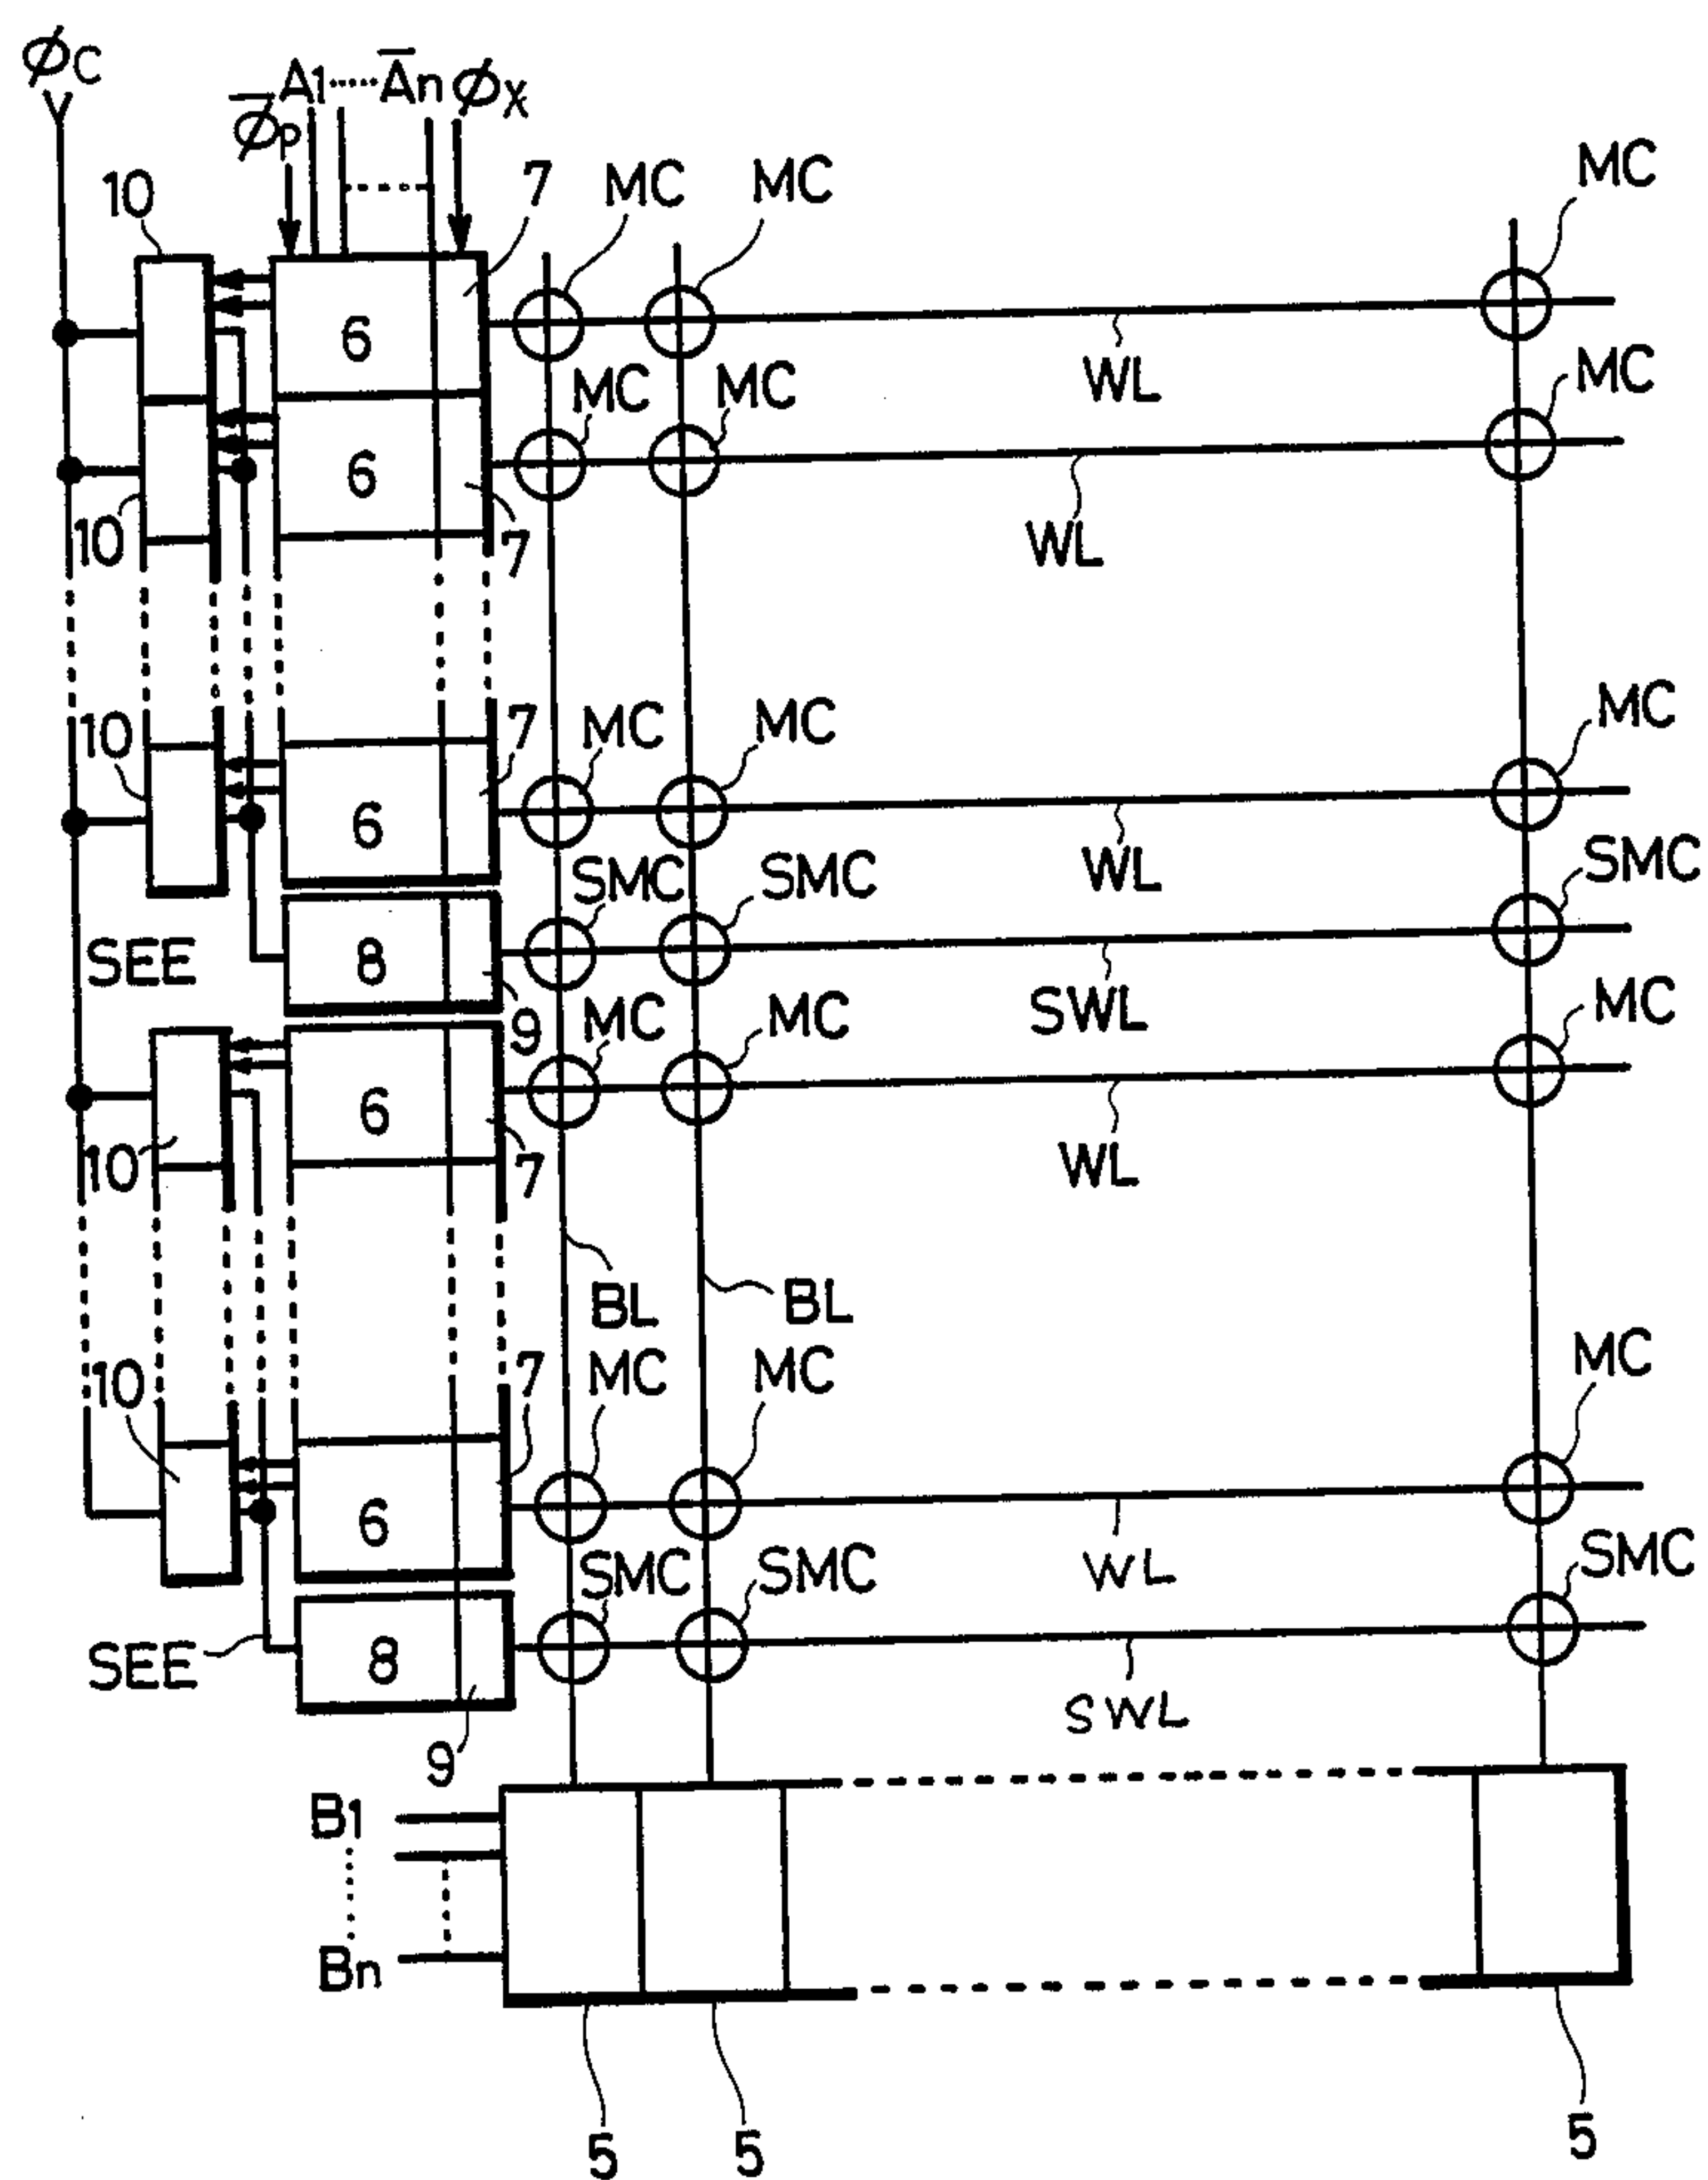 ϕC
A1 ····· A̅n ϕX
ϕ̅P
10 7 MC MC MC
6 WL
MC MC MC
6
10 7 WL
10 7 MC MC MC
6 WL
SMC SMC SMC
SEE 8
9 SWL
MC MC MC
6
10 7 WL
BL BL
10 7 MC MC MC
6 WL
SMC SMC SMC
SEE 8
9 SWL
B1
Bn
5 5 5